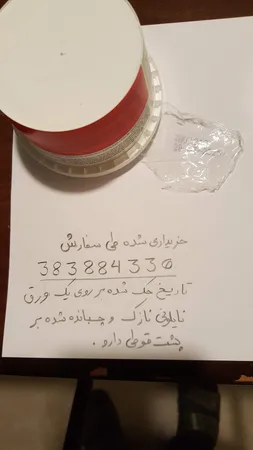 خریداری شده طی سفارش
383884330
تاریخ حک شده بر روی یک ورق
نایلونی نازک و چسبانده شده بر
پشت قوطی دارو.